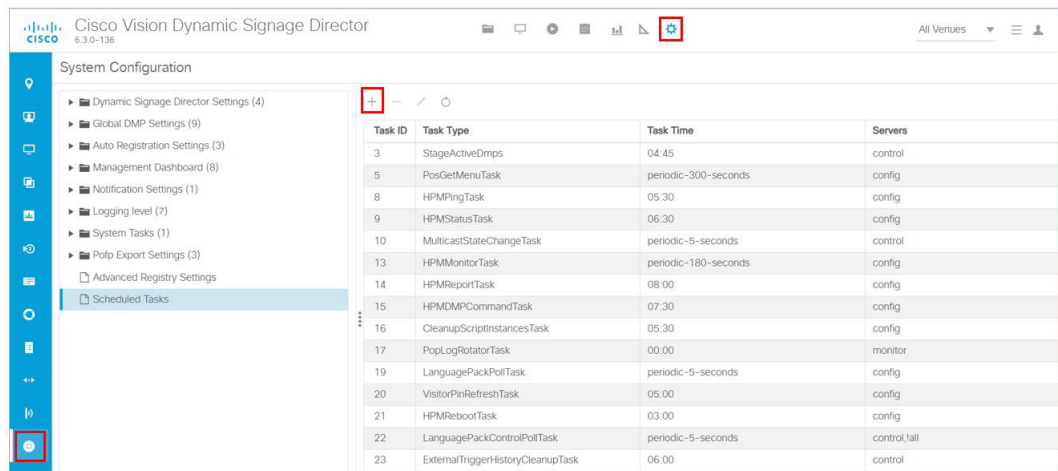 CISCO
Cisco Vision Dynamic Signage Director
6.3.0-136
All Venues
System Configuration
Dynamic Signage Director Settings (4)
Global DMP Settings (9)
Auto Registration Settings (3)
Management Dashboard (8)
Notification Settings (1)
Logging level (7)
System Tasks (1)
Pofp Export Settings (3)
Advanced Registry Settings
Scheduled Tasks
Task ID Task Type Task Time Servers
3 StageActiveDmps 04:45 control
5 PosGetMenuTask periodic-300-seconds config
8 HPMPingTask 05:30 config
9 HPMStatusTask 06:30 config
10 MulticastStateChangeTask periodic-5-seconds control
13 HPMMonitorTask periodic-180-seconds config
14 HPMReportTask 08:00 config
15 HPMDMPCommandTask 07:30 config
16 CleanupScriptInstancesTask 05:30 config
17 PopLogRotatorTask 00:00 monitor
19 LanguagePackPollTask periodic-5-seconds config
20 VisitorPinRefreshTask 05:00 config
21 HPMRebootTask 03:00 config
22 LanguagePackControlPollTask periodic-5-seconds control,!all
23 ExternalTriggerHistoryCleanupTask 06:00 control